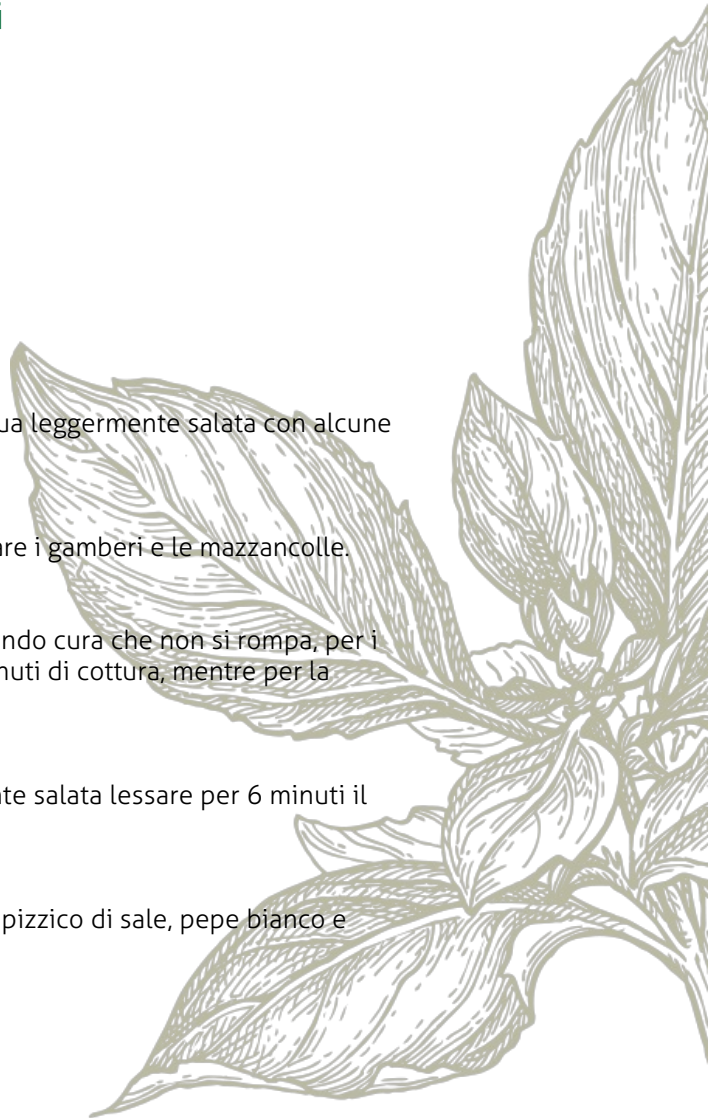 ua leggermente salata con alcune
are i gamberi e le mazzancolle.
ndo cura che non si rompa, per i
nuti di cottura, mentre per la
te salata lessare per 6 minuti il
pizzico di sale, pepe bianco e